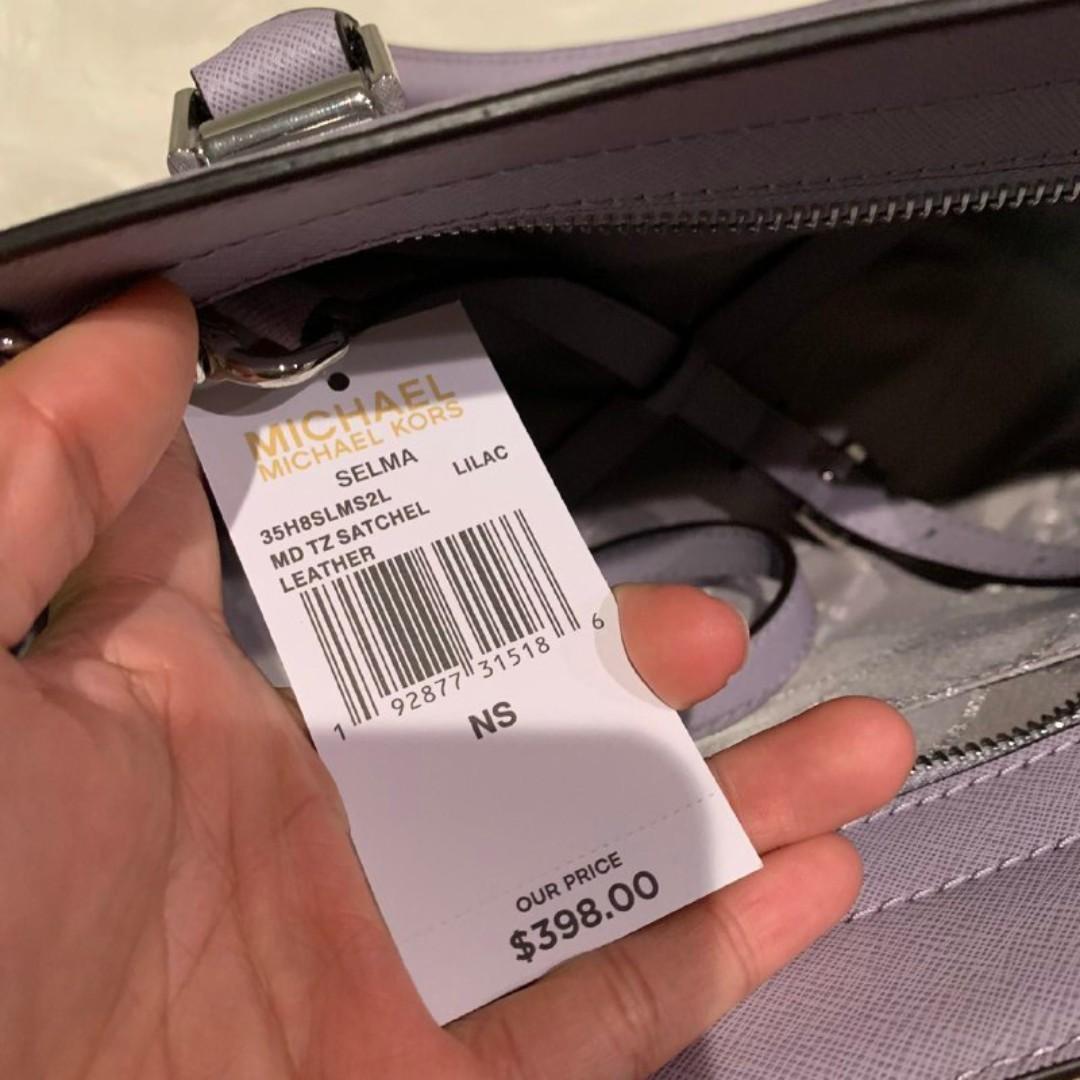 MICHAEL
MICHAEL KORS
SELMA LILAC
35H8SLMS2L
MD TZ SATCHEL
LEATHER
1 92877 31518 6
NS
OUR PRICE
$398.00